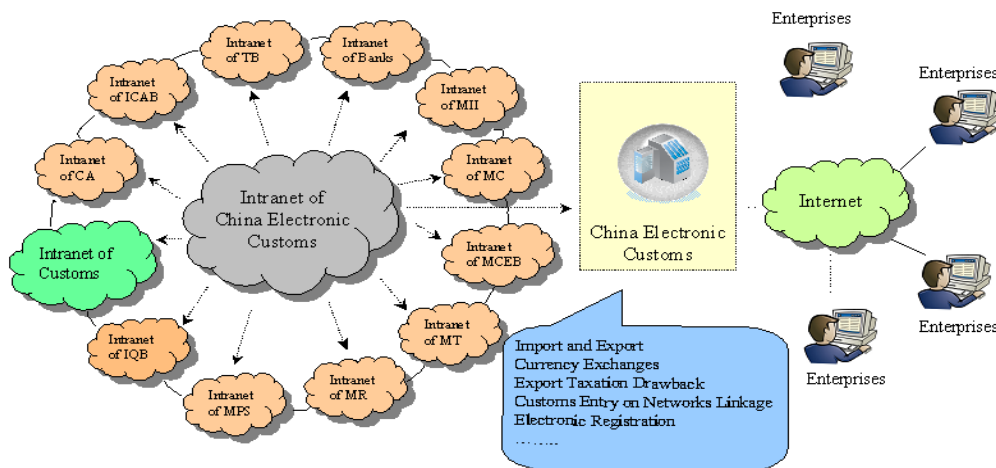 Intranet
of TB
Intranet
of Banks
Intranet
of ICAB
Intranet
of MII
Intranet
of CA
Intranet
of MC
Intranet of
China Electronic
Customs
Intranet of
Customs
Intranet
of MCEB
Intranet
of IQB
Intranet
of MT
Intranet
of MPS
Intranet
of MR
China Electronic
Customs
Import and Export
Currency Exchanges
Export Taxation Drawback
Customs Entry on Networks Linkage
Electronic Registration
.......
Internet
Enterprises
Enterprises
Enterprises
Enterprises